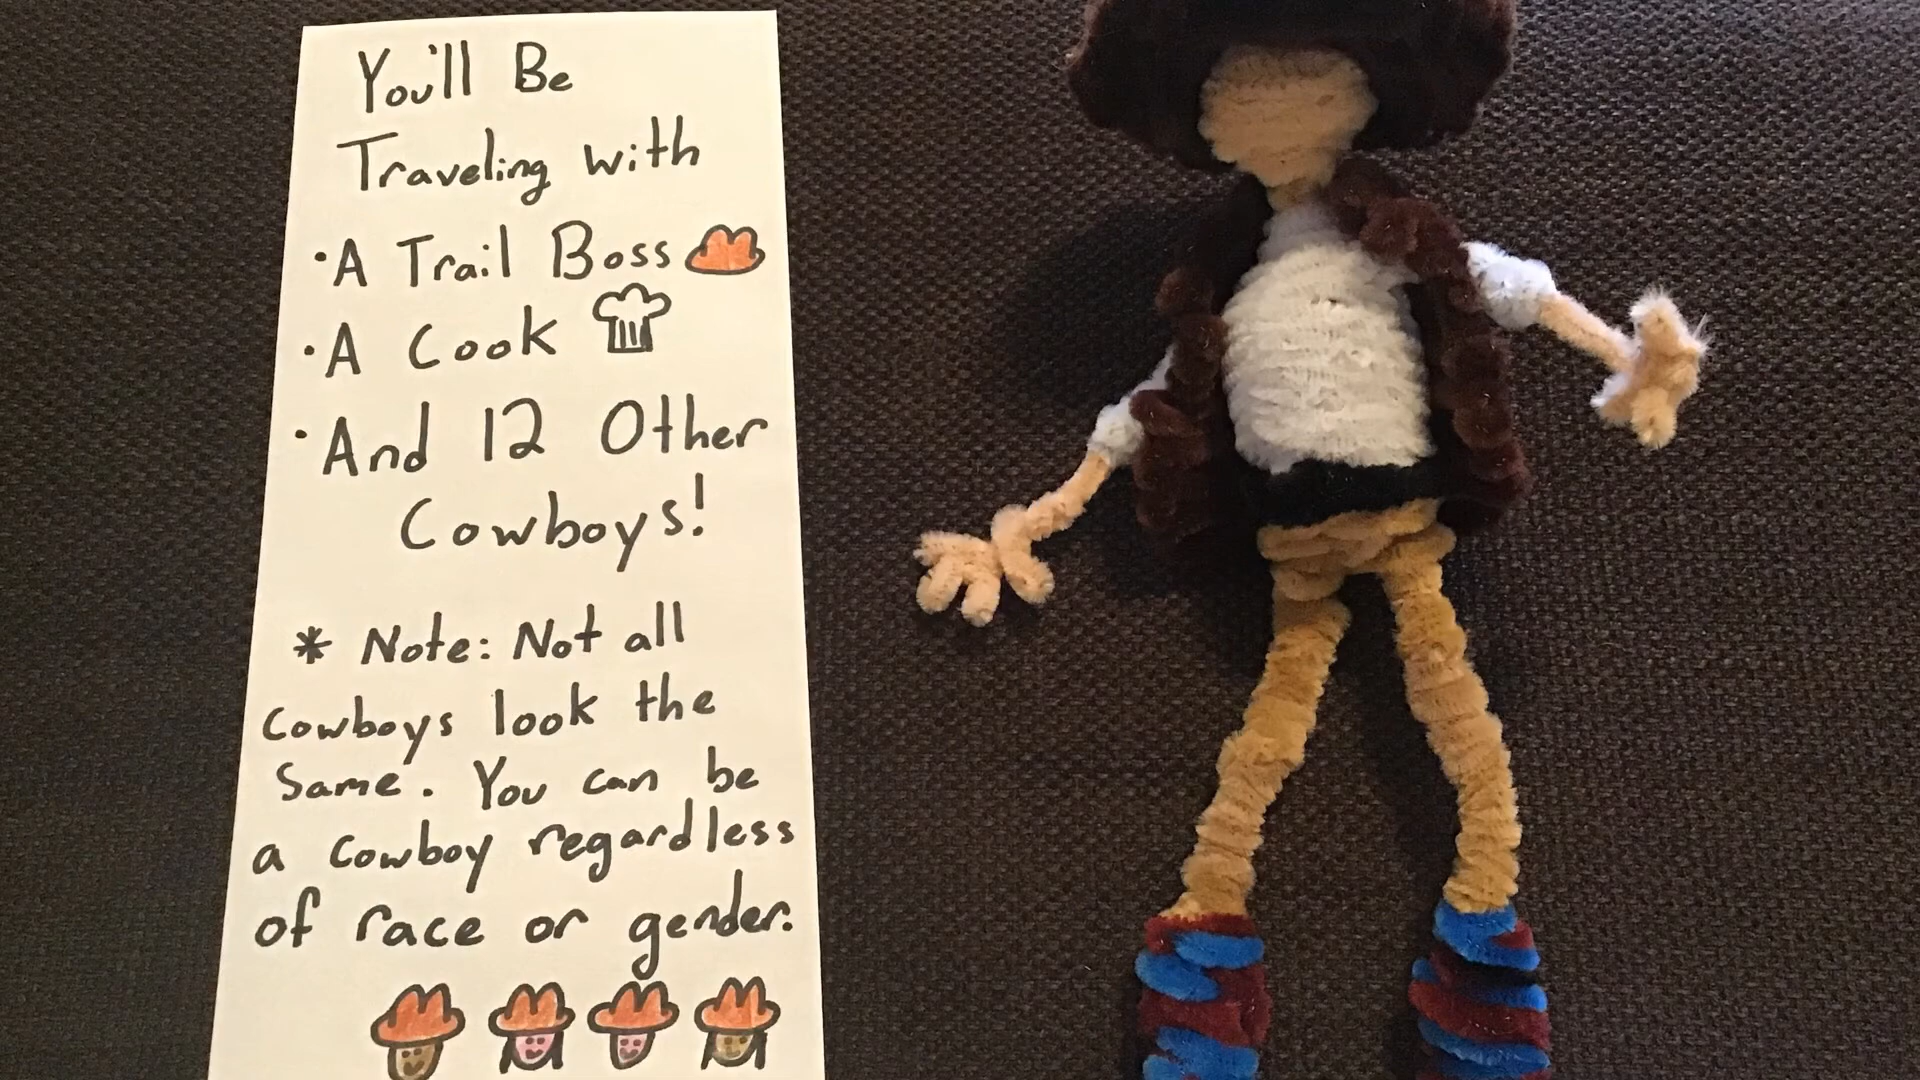 You'll Be
Traveling with
• A Trail Boss
• A Cook
• And 12 Other
Cowboys!
* Note: Not all
Cowboys look the
Same. You can be
a Cowboy regardless
of race or gender.